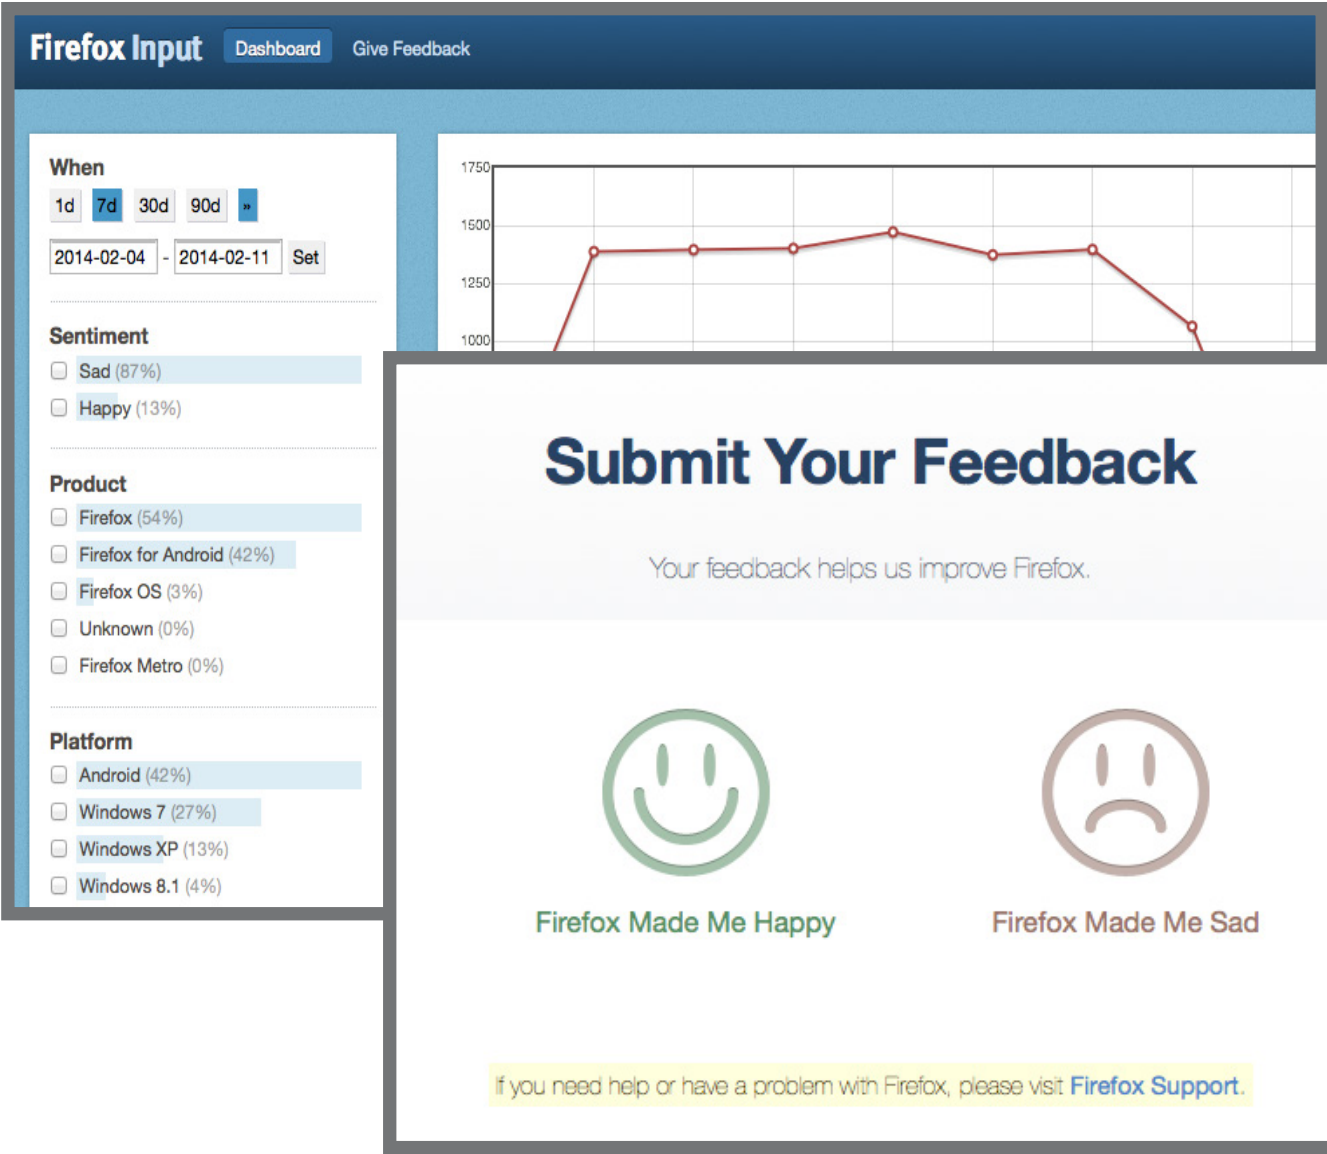 Firefox Input Dashboard Give Feedback
When
1d 7d 30d 90d »
2014-02-04 - 2014-02-11 Set
Sentiment
Sad (87%)
Happy (13%)
Product
Firefox (54%)
Firefox for Android (42%)
Firefox OS (3%)
Unknown (0%)
Firefox Metro (0%)
Platform
Android (42%)
Windows 7 (27%)
Windows XP (13%)
Windows 8.1 (4%)
1750
1500
1250
1000
Submit Your Feedback
Your feedback helps us improve Firefox.
Firefox Made Me Happy
Firefox Made Me Sad
If you need help or have a problem with Firefox, please visit Firefox Support.